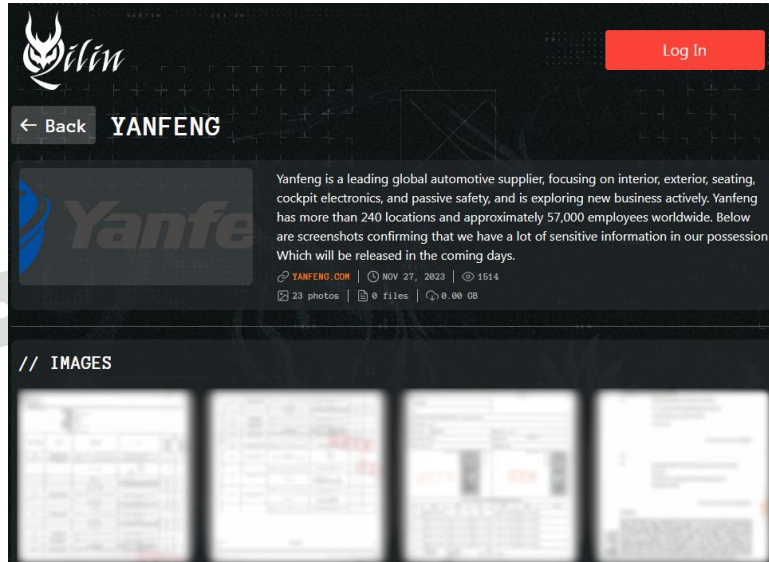 Qilin
Log In
← Back YANFENG
Yanfe
Yanfeng is a leading global automotive supplier, focusing on interior, exterior, seating,
cockpit electronics, and passive safety, and is exploring new business actively. Yanfeng
has more than 240 locations and approximately 57,000 employees worldwide. Below
are screenshots confirming that we have a lot of sensitive information in our possession
Which will be released in the coming days.
YANFENG.COM | NOV 27, 2023 | 1514
23 photos | 0 files | 0.00 GB
// IMAGES